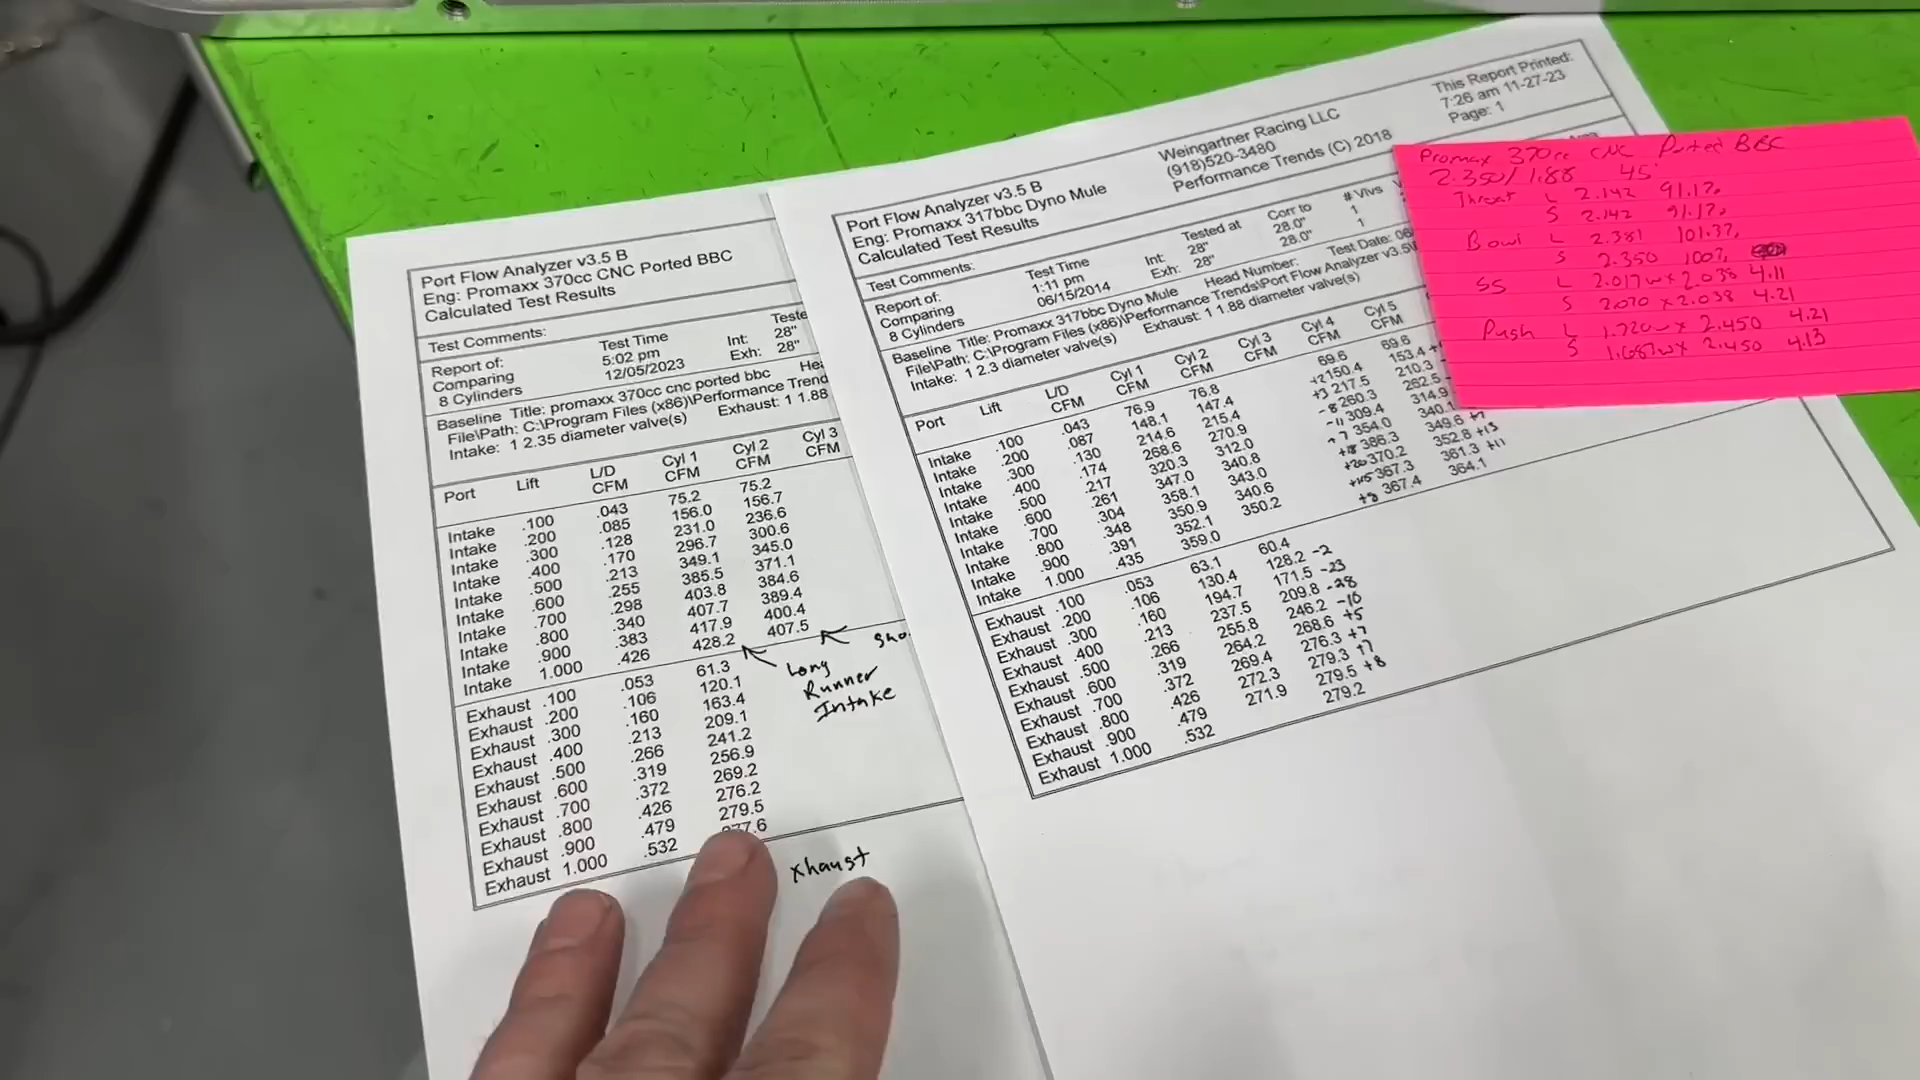 Port Flow Analyzer v3.5 B
Eng: Promaxx 370cc CNC Ported BBC
Calculated Test Results
Test Comments:
Report of: Test Time Int: 28"
Comparing 5:02 pm Exh: 28"
8 Cylinders 12/05/2023
Baseline Title: promaxx 370cc cnc ported bbc
File\Path: C:\Program Files (x86)\Performance
Intake: 1 2.35 diameter valve(s) Exhaust: 1 1.88
Port Lift L/D Cyl 1 Cyl 2 Cyl 3
CFM CFM CFM CFM
Intake .100 .043 75.2 75.2
Intake .200 .085 156.0 156.7
Intake .300 .128 231.0 236.6
Intake .400 .170 296.7 300.6
Intake .500 .213 349.1 345.0
Intake .600 .255 385.5 371.1
Intake .700 .298 403.8 384.6
Intake .800 .340 407.7 389.4
Intake .900 .383 417.9 400.4
Intake 1.000 .426 428.2 407.5
Exhaust .100 .053 61.3
Exhaust .200 .106 120.1
Exhaust .300 .160 163.4
Exhaust .400 .213 209.1
Exhaust .500 .266 241.2
Exhaust .600 .319 256.9
Exhaust .700 .372 269.2
Exhaust .800 .426 276.2
Exhaust .900 .479 279.5
Exhaust 1.000 .532
Long
Runner
Intake
Weingartner Racing LLC
(918)520-3480
Performance Trends (C) 2018
This Report Printed:
7:26 am 11-27-23
Page: 1
Port Flow Analyzer v3.5 B
Eng: Promaxx 317bbc Dyno Mule
Calculated Test Results
Test Comments:
Tested at Corr to # Vlvs
Report of: Test Time Int: 28" 28.0" 1
Comparing 1:11 pm Exh: 28" 28.0" 1
8 Cylinders 06/15/2014 Head Number: Test Date:
Baseline Title: Promaxx 317bbc Dyno Mule
File\Path: C:\Program Files (x86)\Performance Trends\Port Flow Analyzer
Intake: 1 2.3 diameter valve(s) Exhaust: 1 1.88 diameter valve(s)
Port Lift L/D Cyl 1 Cyl 2 Cyl 3 Cyl 4 Cyl 5
CFM CFM CFM CFM CFM CFM
Intake .100 .043 76.9 76.8 69.6 69.6
Intake .200 .087 148.1 147.4 +2 150.4 153.4
Intake .300 .130 214.6 215.4 +3 217.5 210.3
Intake .400 .174 268.6 270.9 -8 260.3 262.5
Intake .500 .217 320.3 312.0 -11 309.4 314.9
Intake .600 .261 347.0 340.8 354.0 340.1
Intake .700 .304 358.1 343.0 386.3 349.6
Intake .800 .348 350.9 340.6 +20 370.2 352.8 +13
Intake .900 .391 352.1 350.2 367.3 361.3 +11
Intake 1.000 .435 359.0 +8 367.4 364.1
Exhaust .100 .053 63.1 60.4
Exhaust .200 .106 130.4 128.2 -2
Exhaust .300 .160 194.7 171.5 -23
Exhaust .400 .213 237.5 209.8 -28
Exhaust .500 .266 255.8 246.2 -10
Exhaust .600 .319 264.2 268.6 +5
Exhaust .700 .372 269.4 276.3 +7
Exhaust .800 .426 272.3 279.3 +7
Exhaust .900 .479 271.9 279.5 +8
Exhaust 1.000 .532 279.2
Promax 370cc CNC Ported BBC
2.350/1.88 45°
Throat L 2.142 91.1%
S 2.142 91.1%
Bowl L 2.381 101.3%
S 2.350 100%
SS L 2.017w x 2.038 4.11
S 2.070 x 2.038 4.21
Push L 1.720w x 2.450 4.21
S 1.687w x 2.450 4.13